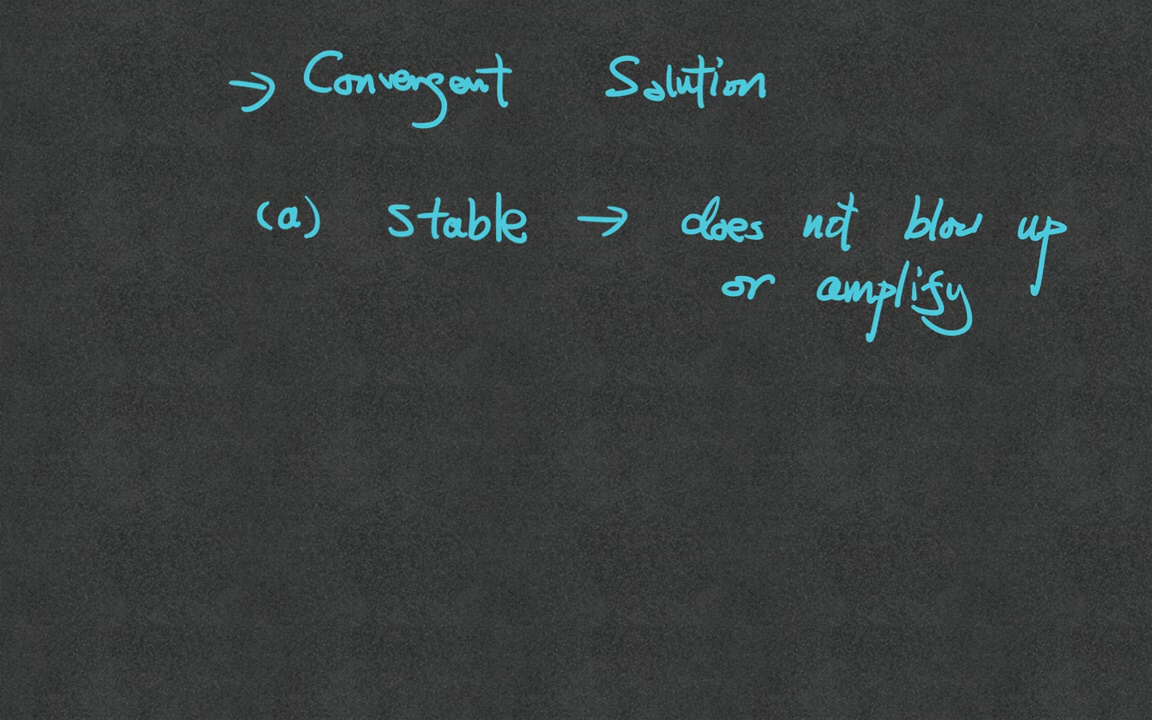 → Convergent Solution
(a) stable → does not blow up
or amplify